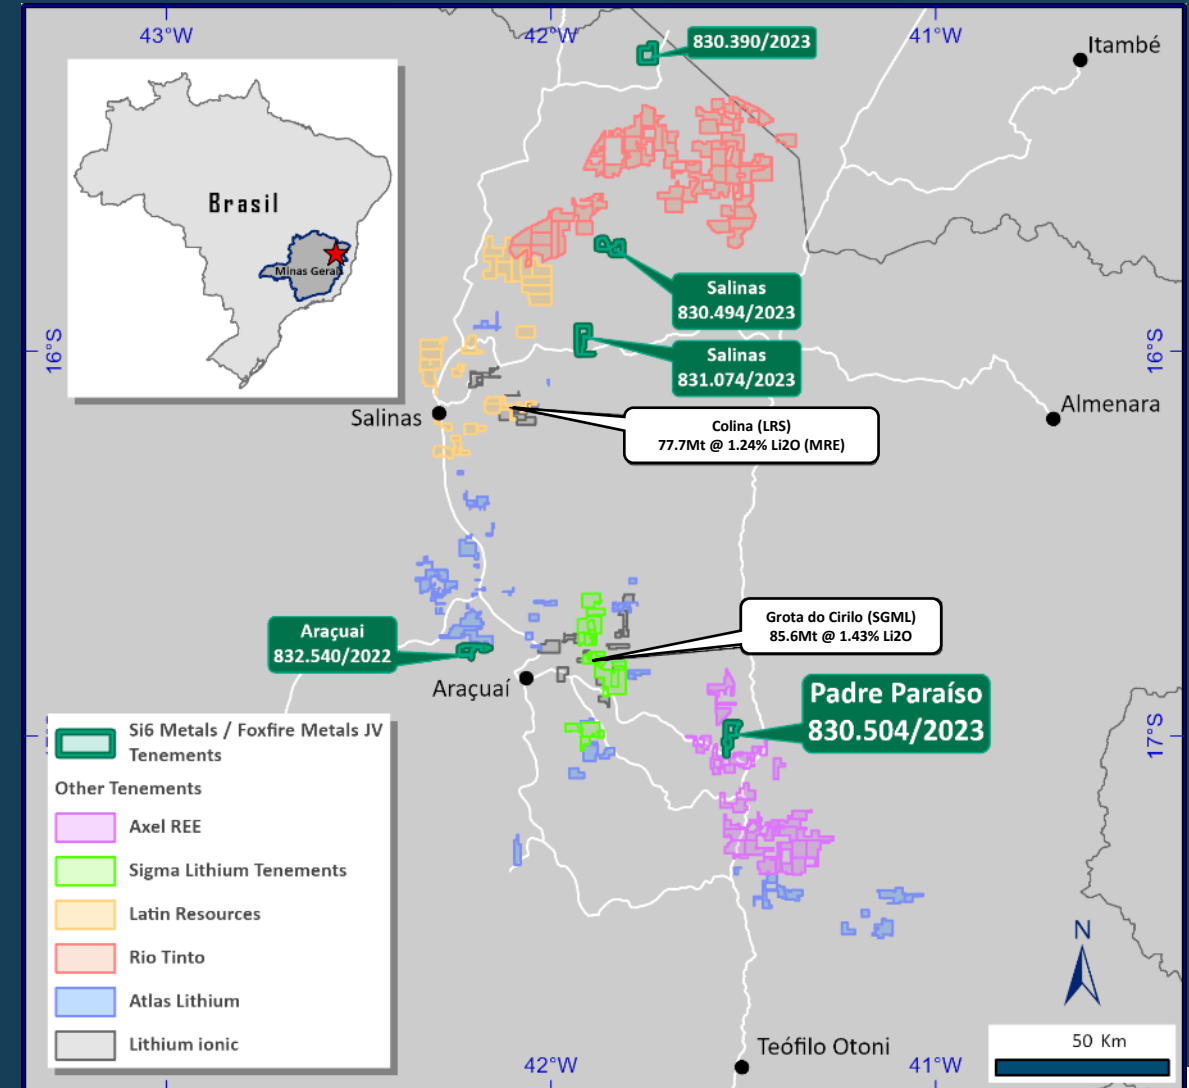 43°W
42°W
41°W
830.390/2023
Itambé
Brasil
Minas Gerais
Salinas
830.494/2023
16°S
16°S
Salinas
831.074/2023
Salinas
Almenara
Colina (LRS)
77.7Mt @ 1.24% Li2O (MRE)
Grota do Cirilo (SGML)
85.6Mt @ 1.43% Li2O
Araçuai
832.540/2022
Araçuaí
Padre Paraíso
830.504/2023
17°S
Si6 Metals / Foxfire Metals JV
Tenements
Other Tenements
Axel REE
Sigma Lithium Tenements
Latin Resources
Rio Tinto
Atlas Lithium
Lithium ionic
N
50 Km
Teófilo Otoni
42°W
41°W